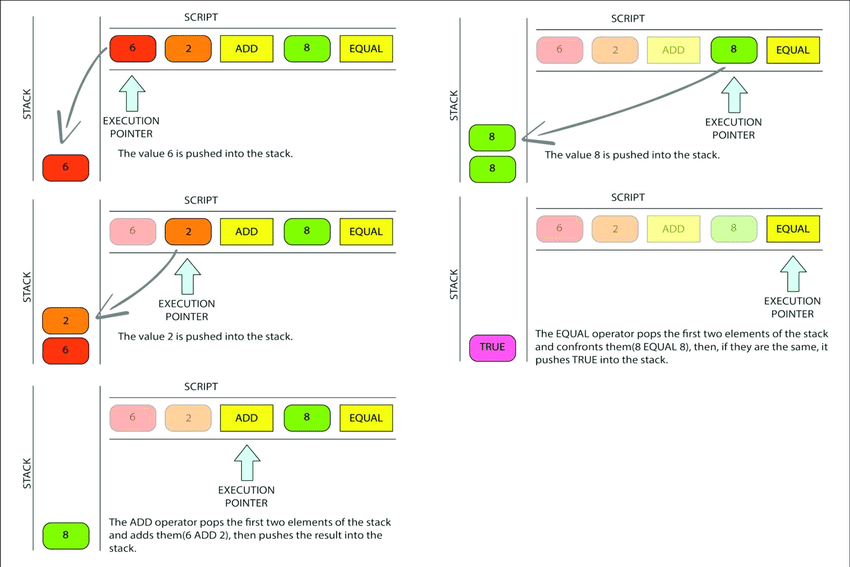 SCRIPT
6 2 ADD 8 EQUAL
STACK
EXECUTION
POINTER
6
The value 6 is pushed into the stack.
SCRIPT
6 2 ADD 8 EQUAL
STACK
EXECUTION
POINTER
2
6
The value 2 is pushed into the stack.
SCRIPT
6 2 ADD 8 EQUAL
STACK
EXECUTION
POINTER
8
The ADD operator pops the first two elements of the stack
and adds them(6 ADD 2), then pushes the result into the
stack.
SCRIPT
6 2 ADD 8 EQUAL
STACK
EXECUTION
POINTER
8
8
The value 8 is pushed into the stack.
SCRIPT
6 2 ADD 8 EQUAL
STACK
EXECUTION
POINTER
TRUE
The EQUAL operator pops the first two elements of the stack
and confronts them(8 EQUAL 8), then, if they are the same, it
pushes TRUE into the stack.